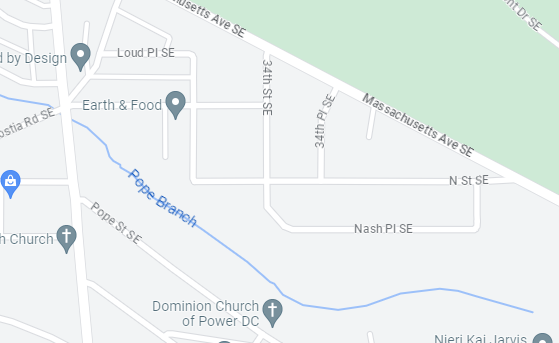 husetts Ave SE
nt Dr SE
Loud Pl SE
d by Design
34th St SE
Earth & Food
34th Pl SE
Massachusetts Ave SE
ostia Rd SE
N St SE
Pope Branch
Pope St SE
Nash Pl SE
h Church
Dominion Church
of Power DC
Nieri Kai Jarvis